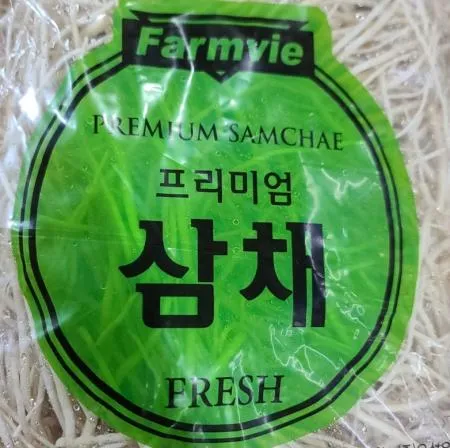 Farmvie
PREMIUM SAMCHAE
프리미엄
삼채
FRESH